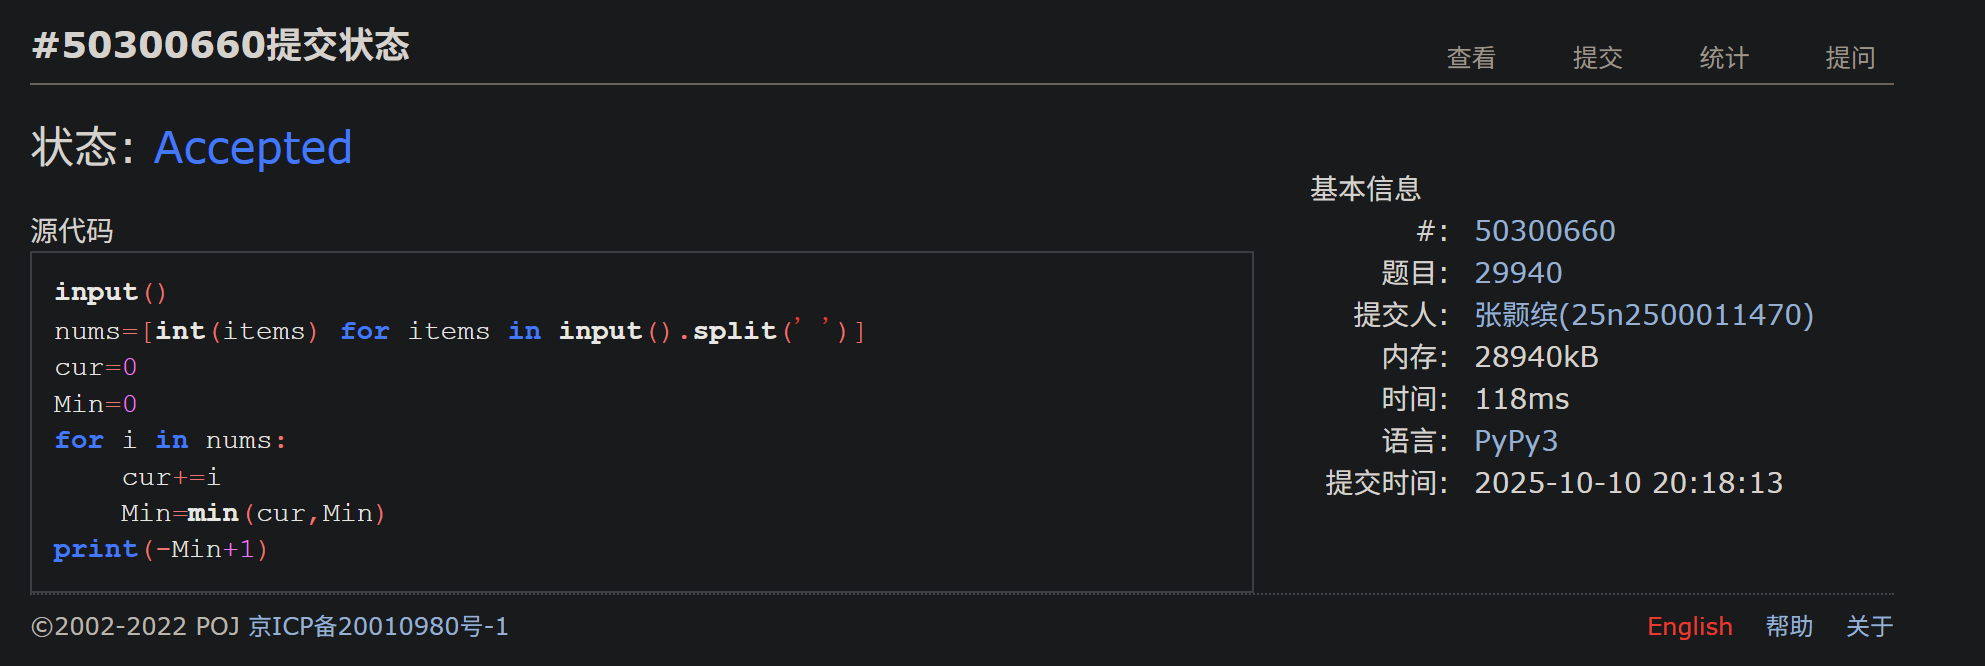 #50300660提交状态
查看 提交 统计 提问
状态: Accepted
源代码
input()
nums=[int(items) for items in input().split(' ')]
cur=0
Min=0
for i in nums:
    cur+=i
    Min=min(cur,Min)
print(-Min+1)
基本信息
#: 50300660
题目: 29940
提交人: 张颢缤(25n2500011470)
内存: 28940kB
时间: 118ms
语言: PyPy3
提交时间: 2025-10-10 20:18:13
©2002-2022 POJ 京ICP备20010980号-1
English 帮助 关于